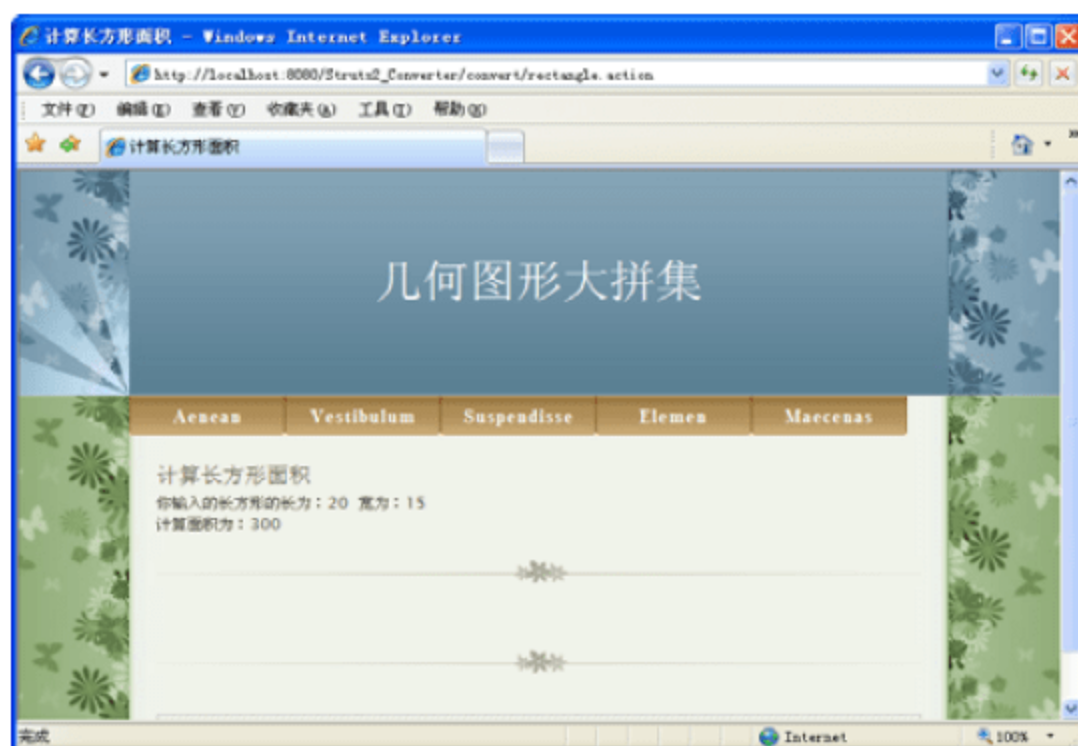 计算长方形面积 - Windows Internet Explorer
http://localhost:8080/Struts2_Converter/convert/rectangle.action
文件(F) 编辑(E) 查看(V) 收藏夹(A) 工具(T) 帮助(H)
计算长方形面积
几何图形大拼集
Aenean Vestibulum Suspendisse Elemen Maecenas
计算长方形面积
你输入的长方形的长为：20 宽为：15
计算面积为：300
完成 Internet 100%